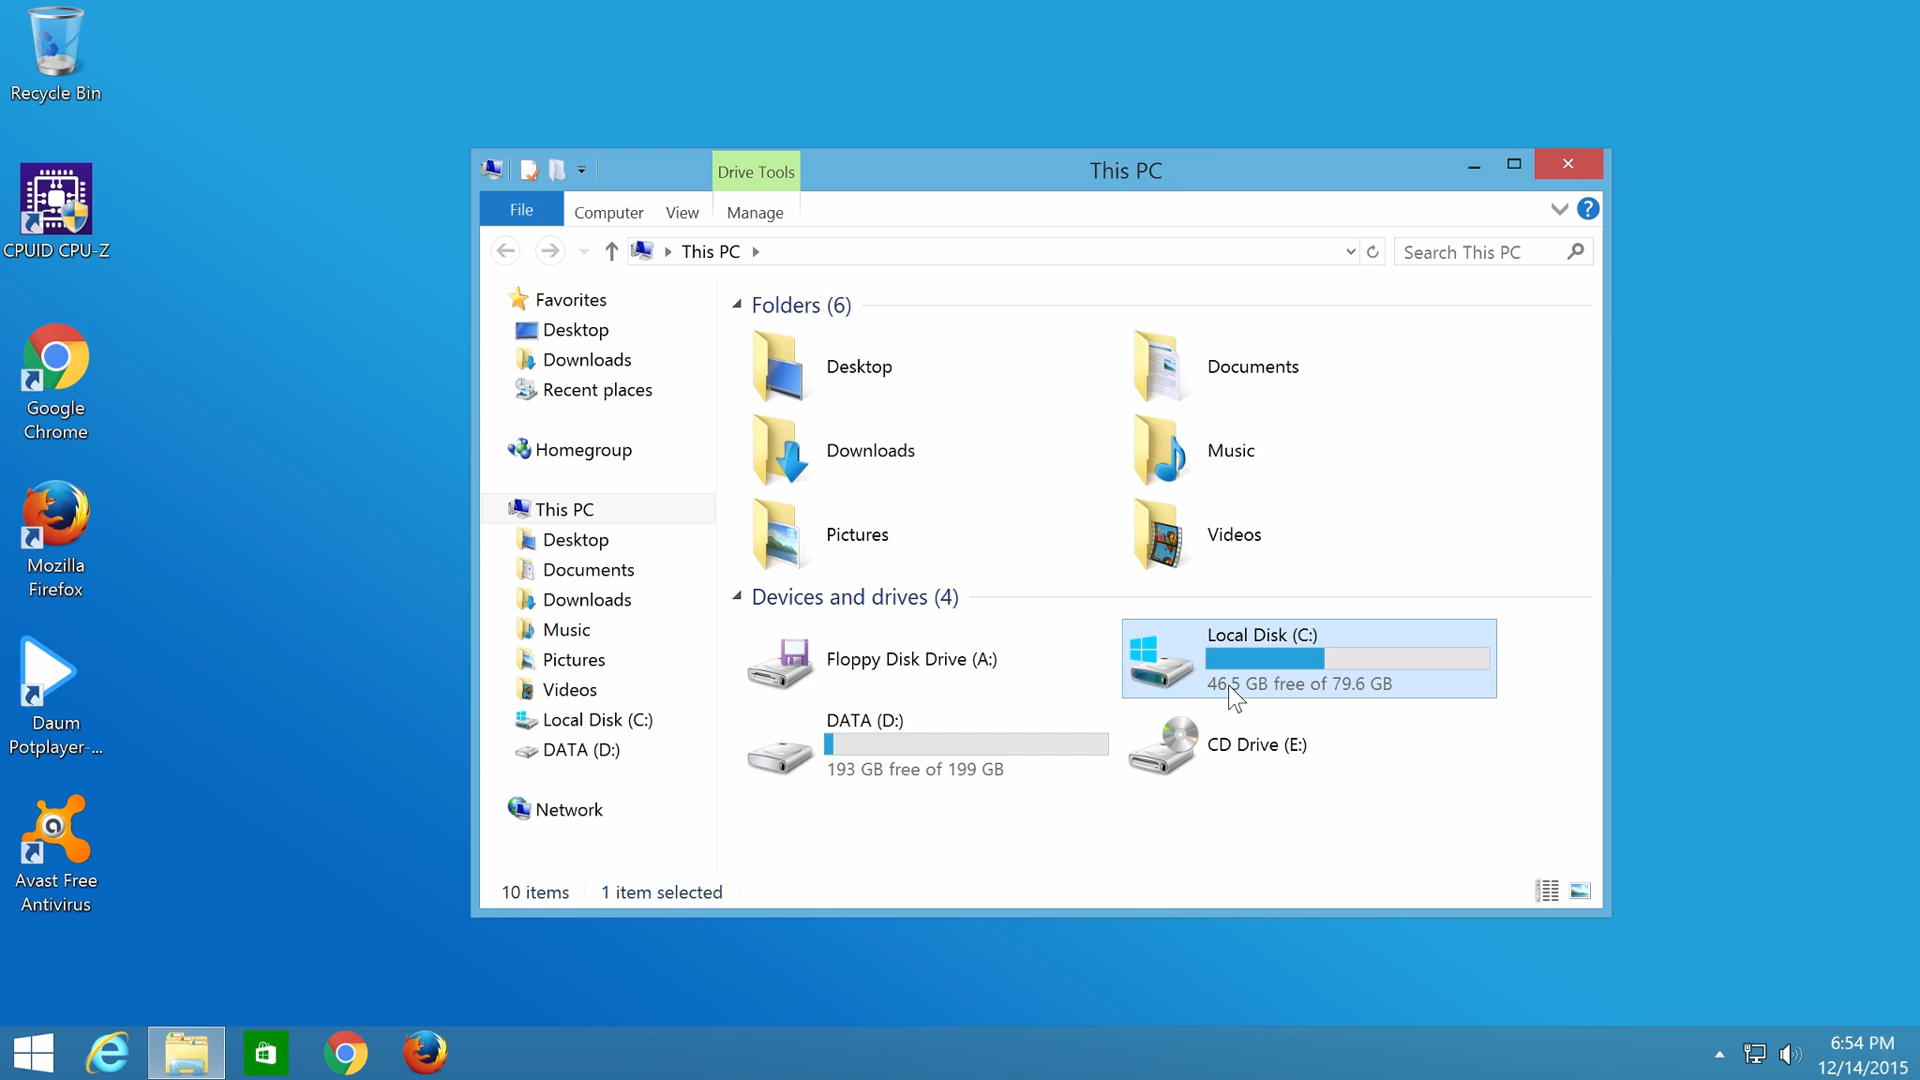 Recycle Bin
CPUID CPU-Z
Google
Chrome
Mozilla
Firefox
Daum
Potplayer-...
Avast Free
Antivirus
Drive Tools
This PC
File
Computer
View
Manage
This PC
Search This PC
Favorites
Desktop
Downloads
Recent places
Homegroup
This PC
Desktop
Documents
Downloads
Music
Pictures
Videos
Local Disk (C:)
DATA (D:)
Network
Folders (6)
Desktop
Documents
Downloads
Music
Pictures
Videos
Devices and drives (4)
Floppy Disk Drive (A:)
Local Disk (C:)
46.5 GB free of 79.6 GB
DATA (D:)
193 GB free of 199 GB
CD Drive (E:)
10 items
1 item selected
6:54 PM
12/14/2015